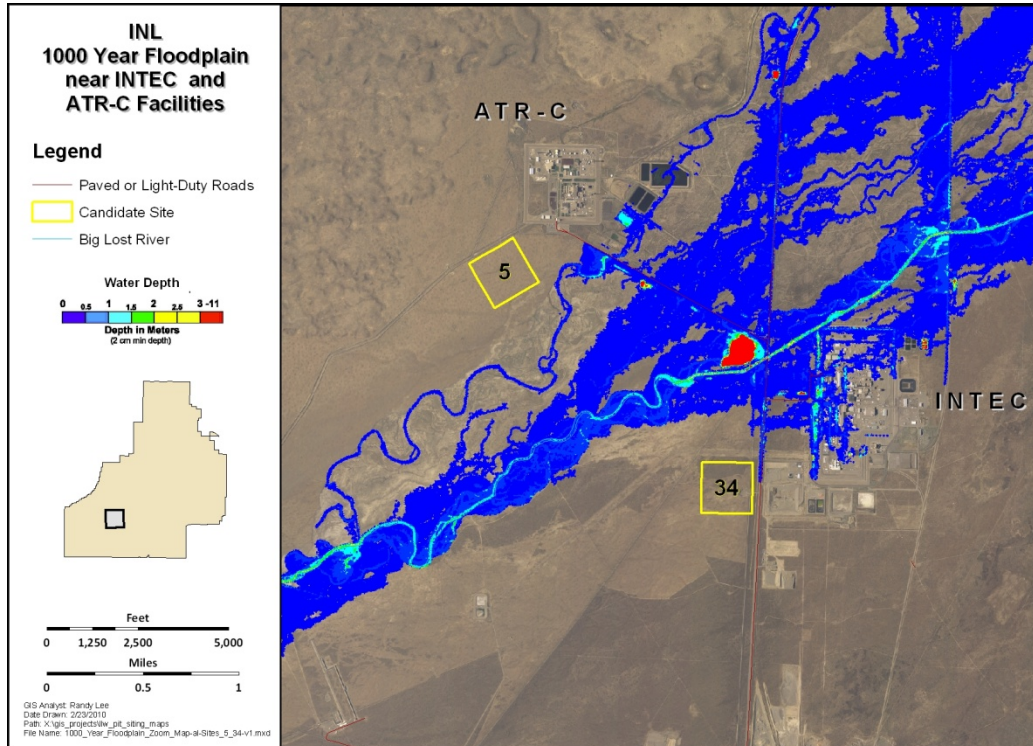 INL
1000 Year Floodplain
near INTEC and
ATR-C Facilities
Legend
Paved or Light-Duty Roads
Candidate Site
Big Lost River
Water Depth
0 0.5 1 1.5 2 2.5 3 -11
Depth in Meters
(2 cm min depth)
Feet
0 1,250 2,500 5,000
Miles
0 0.5 1
GIS Analyst: Randy Lee
Date Drawn: 2/23/2010
Path: X:\gis_projects\llw_pit_siting_maps
File Name: 1000_Year_Floodplain_Zoom_Map-al-Sites_5_34-v1.mxd
ATR-C
5
INTEC
34